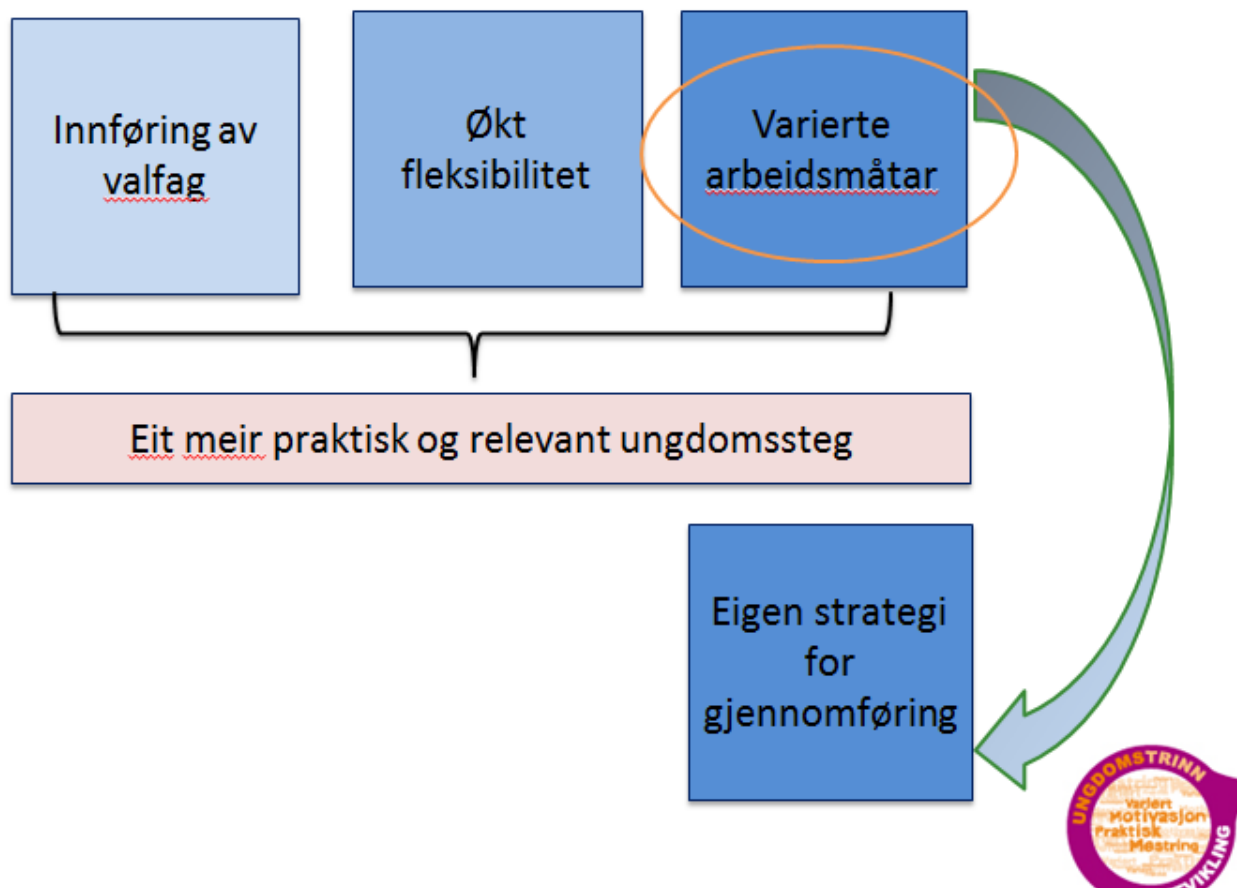 Innføring av
valfag
Økt
fleksibilitet
Varierte
arbeidsmåtar
Eit meir praktisk og relevant ungdomssteg
Eigen strategi
for
gjennomføring
UNGDOMSTRINN
Variert
Motivasjon
Praktisk
Mestring